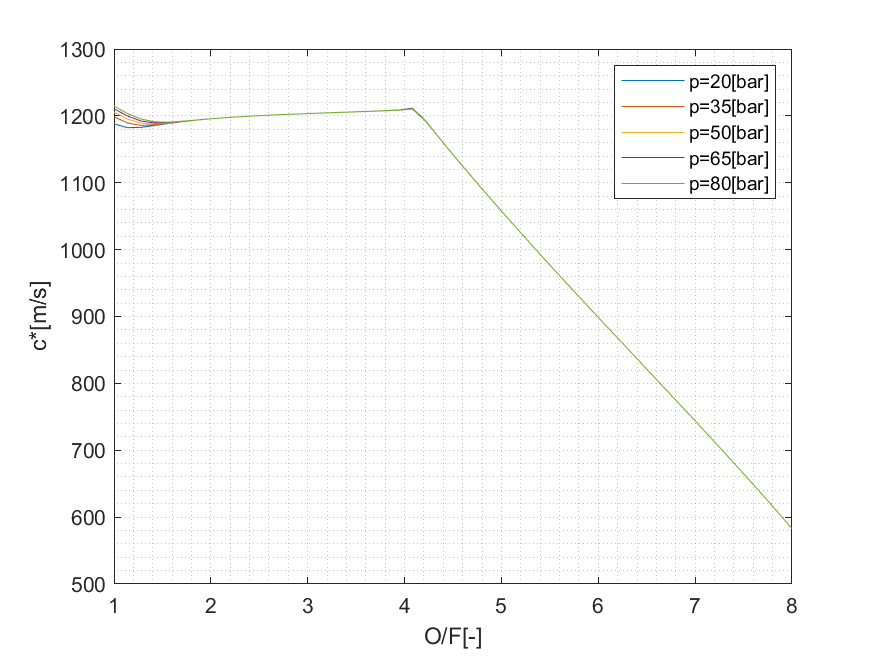 1300
1200
1100
1000
900
800
700
600
500
c*[m/s]
p=20[bar]
p=35[bar]
p=50[bar]
p=65[bar]
p=80[bar]
1 2 3 4 5 6 7 8
O/F[-]